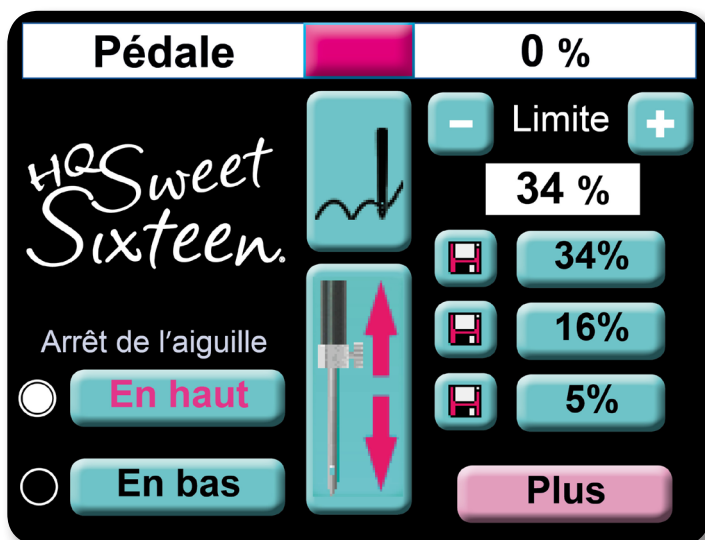 Pédale
0 %
HQ Sweet
Sixteen.
- Limite +
34 %
34%
16%
5%
Arrêt de l'aiguille
En haut
En bas
Plus